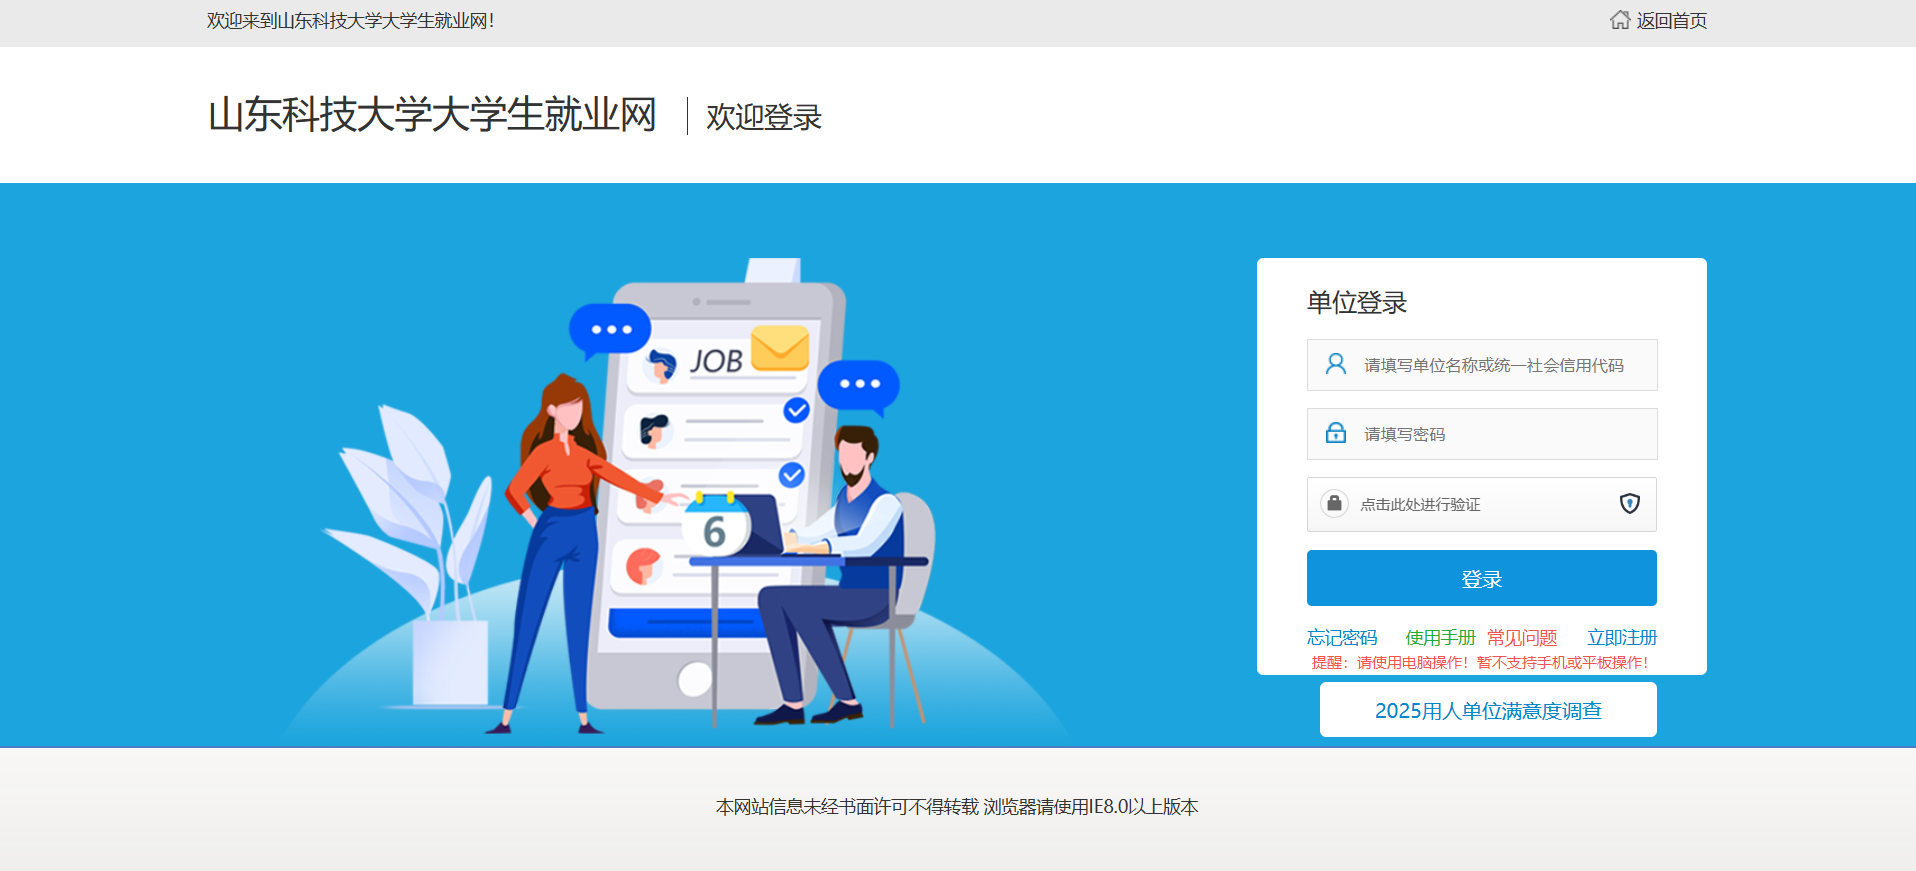 欢迎来到山东科技大学大学生就业网！
返回首页
山东科技大学大学生就业网
欢迎登录
JOB
6
单位登录
请填写单位名称或统一社会信用代码
请填写密码
点击此处进行验证
登录
忘记密码 使用手册 常见问题 立即注册
提醒：请使用电脑操作！暂不支持手机或平板操作！
2025用人单位满意度调查
本网站信息未经书面许可不得转载 浏览器请使用IE8.0以上版本